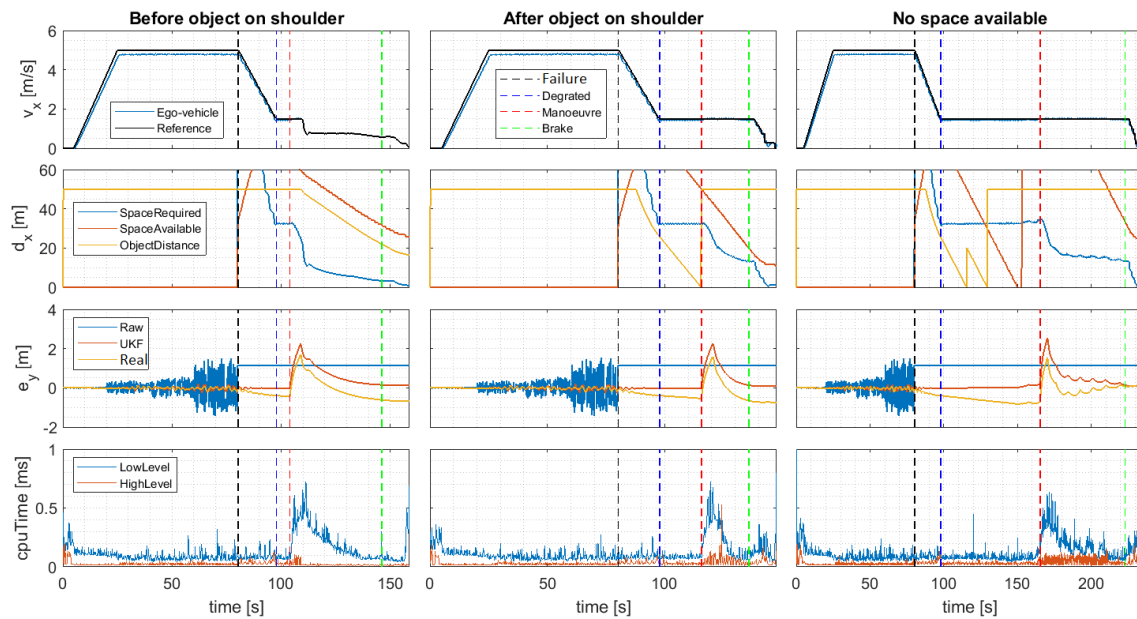 Before object on shoulder
After object on shoulder
No space available
v_x [m/s]
6
4
2
0
Ego-vehicle
Reference
Failure
Degrated
Manoeuvre
Brake
d_x [m]
60
40
20
0
SpaceRequired
SpaceAvailable
ObjectDistance
e_y [m]
4
2
0
-2
Raw
UKF
Real
cpuTime [ms]
1
0.5
0
LowLevel
HighLevel
0 50 100 150
0 50 100
0 50 100 150 200
time [s]
time [s]
time [s]